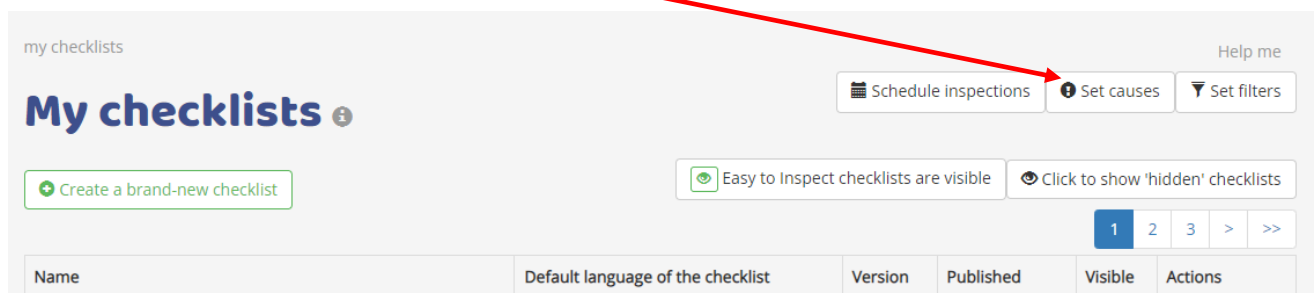 my checklists
Help me
My checklists
Schedule inspections Set causes Set filters
Create a brand-new checklist
Easy to Inspect checklists are visible Click to show 'hidden' checklists
1 2 3 > >>
Name Default language of the checklist Version Published Visible Actions